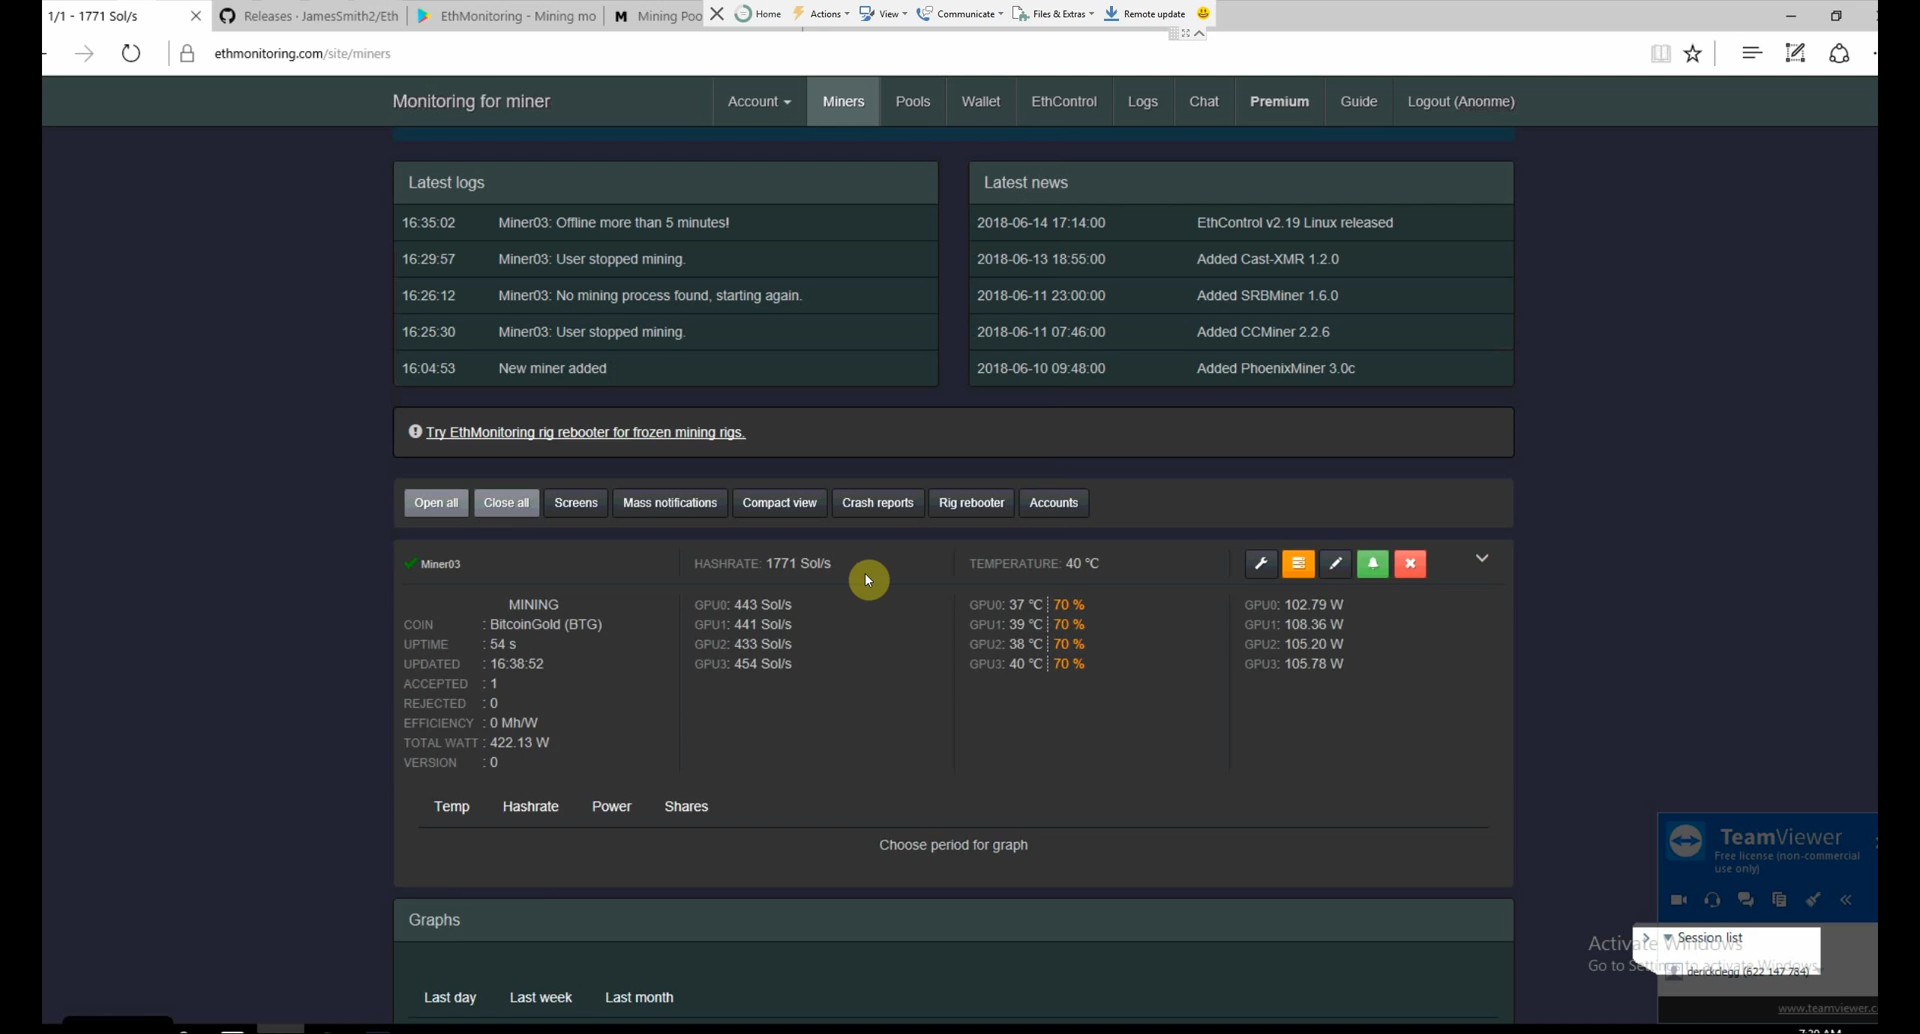 1/1 - 1771 Sol/s
Releases · JamesSmith2/Eth
EthMonitoring - Mining mo
Mining Poo
Home
Actions
View
Communicate
Files & Extras
Remote update
ethmonitoring.com/site/miners
Monitoring for miner
Account
Miners
Pools
Wallet
EthControl
Logs
Chat
Premium
Guide
Logout (Anonme)
Latest logs
16:35:02 Miner03: Offline more than 5 minutes!
16:29:57 Miner03: User stopped mining.
16:26:12 Miner03: No mining process found, starting again.
16:25:30 Miner03: User stopped mining.
16:04:53 New miner added
Latest news
2018-06-14 17:14:00 EthControl v2.19 Linux released
2018-06-13 18:55:00 Added Cast-XMR 1.2.0
2018-06-11 23:00:00 Added SRBMiner 1.6.0
2018-06-11 07:46:00 Added CCMiner 2.2.6
2018-06-10 09:48:00 Added PhoenixMiner 3.0c
Try EthMonitoring rig rebooter for frozen mining rigs.
Open all
Close all
Screens
Mass notifications
Compact view
Crash reports
Rig rebooter
Accounts
Miner03
HASHRATE: 1771 Sol/s
TEMPERATURE: 40 °C
MINING
COIN : BitcoinGold (BTG)
UPTIME : 54 s
UPDATED : 16:38:52
ACCEPTED : 1
REJECTED : 0
EFFICIENCY : 0 Mh/W
TOTAL WATT : 422.13 W
VERSION : 0
GPU0: 443 Sol/s
GPU1: 441 Sol/s
GPU2: 433 Sol/s
GPU3: 454 Sol/s
GPU0: 37 °C 70 %
GPU1: 39 °C 70 %
GPU2: 38 °C 70 %
GPU3: 40 °C 70 %
GPU0: 102.79 W
GPU1: 108.36 W
GPU2: 105.20 W
GPU3: 105.78 W
Temp
Hashrate
Power
Shares
Choose period for graph
Graphs
Last day
Last week
Last month
TeamViewer
Free license (non-commercial
use only)
Session list
Activate Windows
Go to Settings to activate Windows.
derickclegg (622 147 784)
www.teamviewer.c